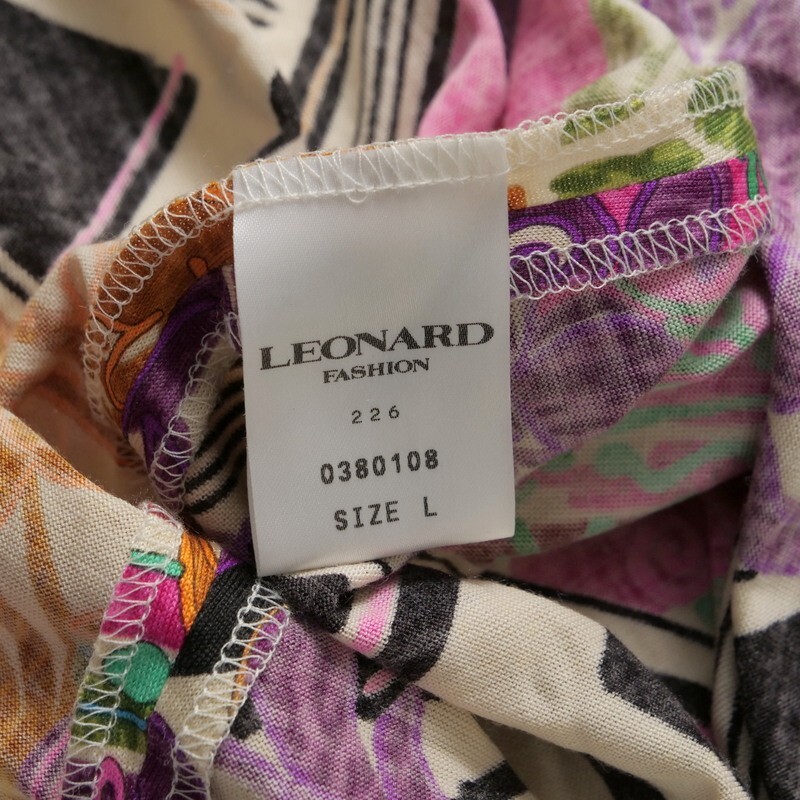 LEONARD
FASHION
226
0380108
SIZE L